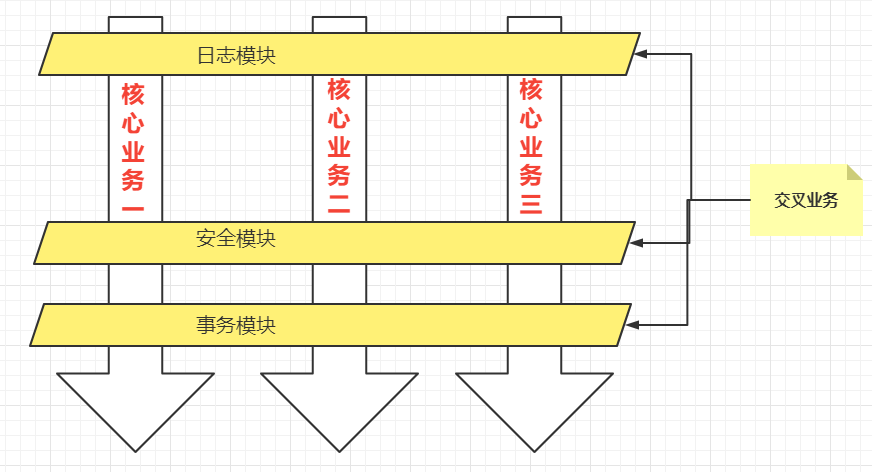 日志模块
核心业务一
核心业务二
核心业务三
安全模块
事务模块
交叉业务